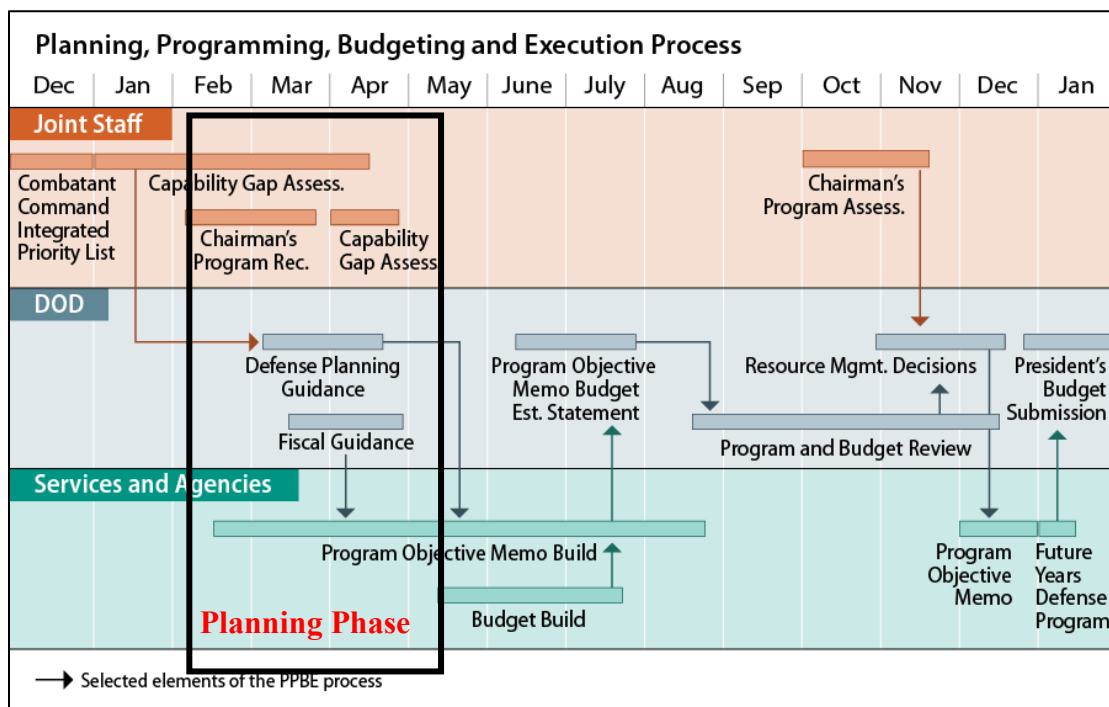 Planning, Programming, Budgeting and Execution Process
Dec Jan Feb Mar Apr May June July Aug Sep Oct Nov Dec Jan
Joint Staff
Combatant
Command
Integrated
Priority List
Capability Gap Assess.
Chairman's
Program Rec.
Capability
Gap Assess.
Chairman's
Program Assess.
DOD
Defense Planning
Guidance
Fiscal Guidance
Program Objective
Memo Budget
Est. Statement
Resource Mgmt. Decisions
President's
Budget
Submission
Program and Budget Review
Services and Agencies
Program Objective Memo Build
Budget Build
Program
Objective
Memo
Future
Years
Defense
Program
Planning Phase
Selected elements of the PPBE process